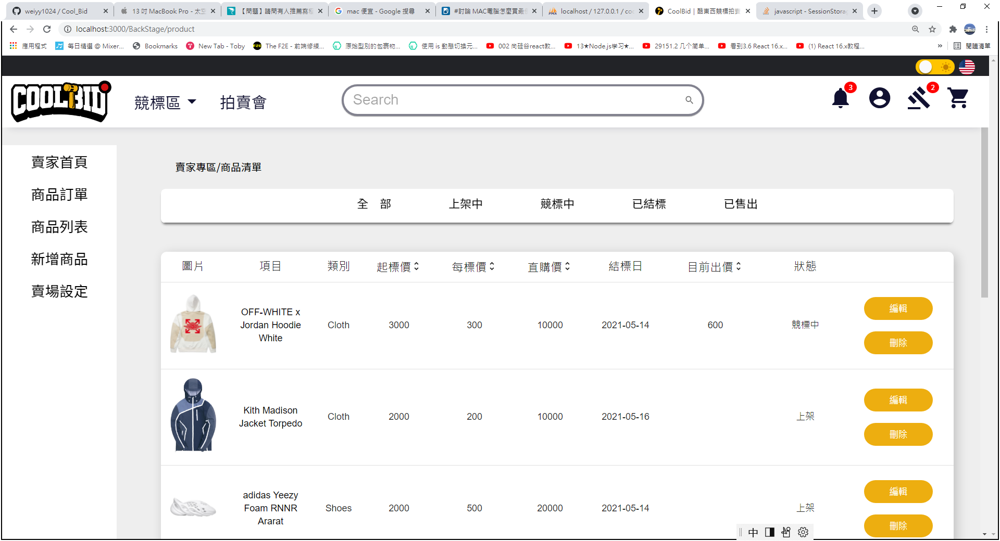 weiyy1024 / Cool_Bid
13 吋 MacBook Pro - 太空
【問題】請問有人推薦寫程
mac 便宜 - Google 搜尋
#討論 MAC電腦怎麼買最
localhost / 127.0.0.1 / coo
CoolBid | 酷東西競標拍賣
javascript - SessionStorag
localhost:3000/BackStage/product
應用程式
每日精選 @ Mixer...
Bookmarks
New Tab - Toby
The F2E - 前端修練...
原始型別的包裹物...
使用 is 動態切換元...
002 尚硅谷react教...
13★Node.js学习★...
29151.2 几个简单...
看到3.6 React 16.x...
(1) React 16.x教程...
»
閱讀清單
COOLBID
競標區
拍賣會
Search
3
2
賣家首頁
商品訂單
商品列表
新增商品
賣場設定
賣家專區/商品清單
全 部
上架中
競標中
已結標
已售出
圖片 項目 類別 起標價 每標價 直購價 結標日 目前出價 狀態
OFF-WHITE x
Jordan Hoodie
White
Cloth 3000 300 10000 2021-05-14 600 競標中
編輯
刪除
Kith Madison
Jacket Torpedo
Cloth 2000 200 10000 2021-05-16 上架
編輯
刪除
adidas Yeezy
Foam RNNR
Ararat
Shoes 2000 500 20000 2021-05-14 上架
編輯
刪除
中